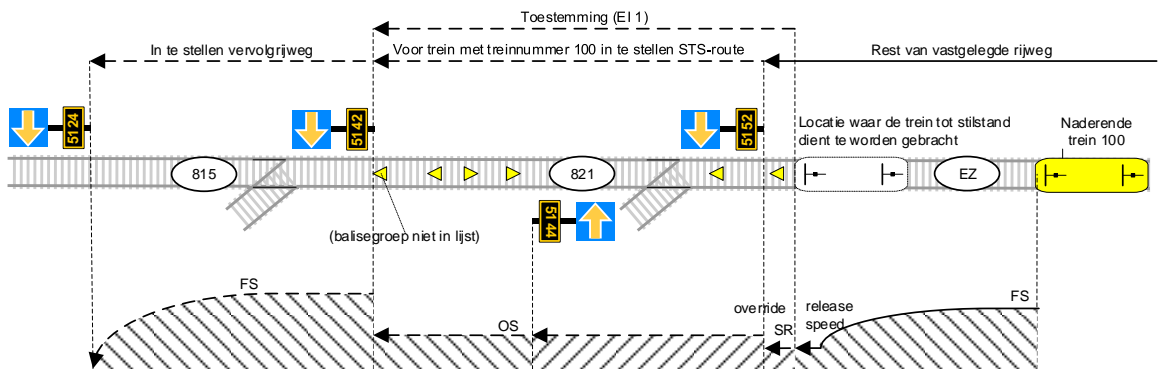 Toestemming (EI 1)
In te stellen vervolgrijweg
Voor trein met treinnummer 100 in te stellen STS-route
Rest van vastgelegde rijweg
5124
5142
5152
Locatie waar de trein tot stilstand
dient te worden gebracht
Naderende
trein 100
815
821
EZ
5144
(balisegroep niet in lijst)
FS
OS
override
SR
release
speed
FS